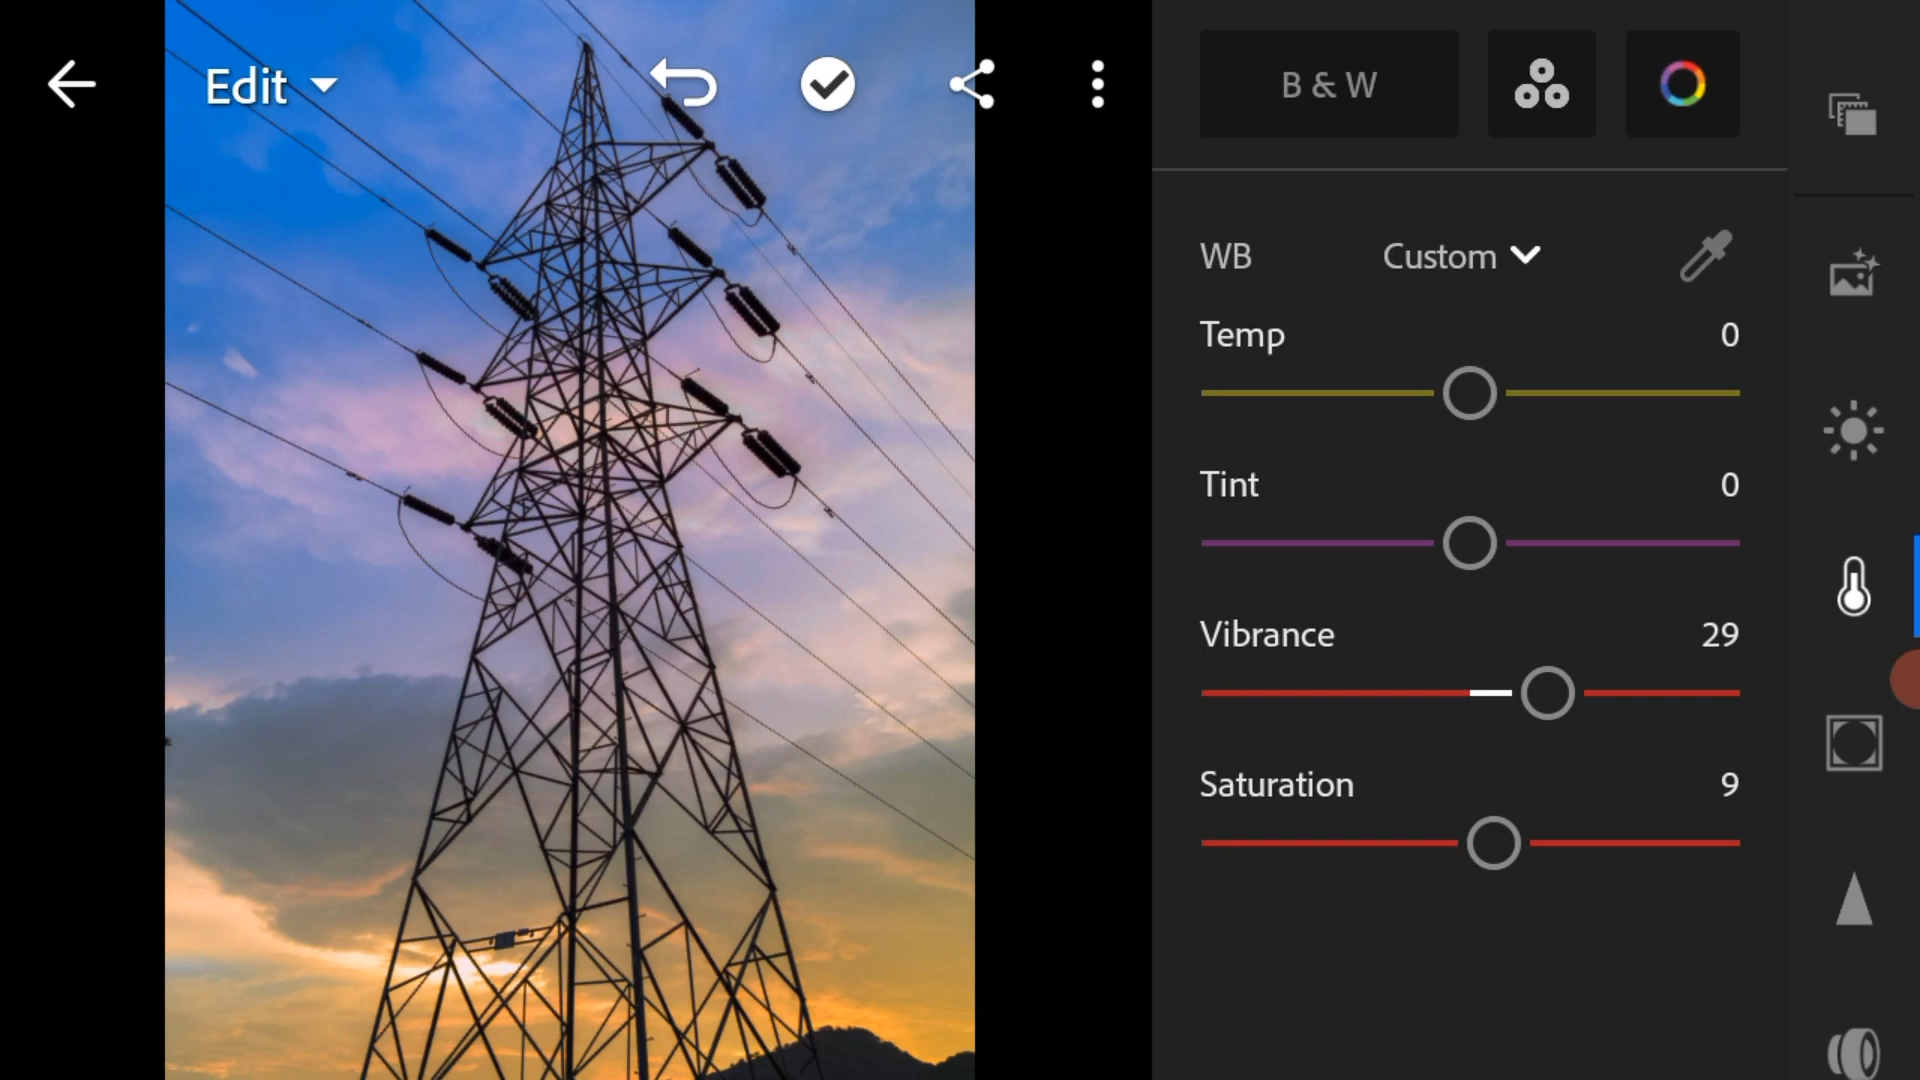 Edit
B & W
WB Custom
Temp 0
Tint 0
Vibrance 29
Saturation 9